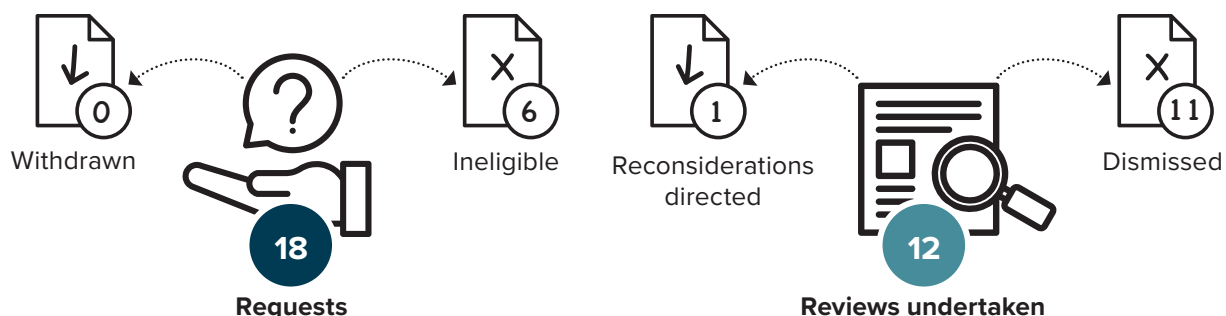 ?
X
X
0
6
1
11
Withdrawn
Ineligible
Reconsiderations
directed
Dismissed
18
12
Requests
Reviews undertaken